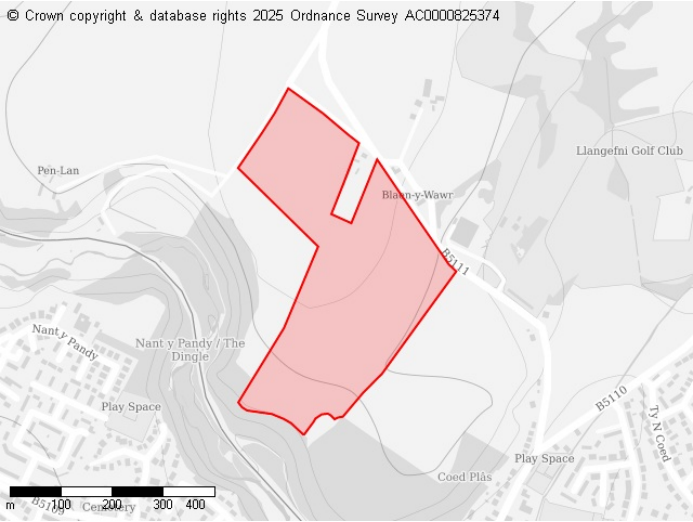 © Crown copyright & database rights 2025 Ordnance Survey AC0000825374
Llangefni Golf Club
Pen-Lan
Blaen-y-Wawr
B5111
Nant y Pandy
Nant y Pandy / The
Dingle
Play Space
B5110
Ty N Coed
Play Space
Coed Plâs
m 100 200 300 400
Cemetery